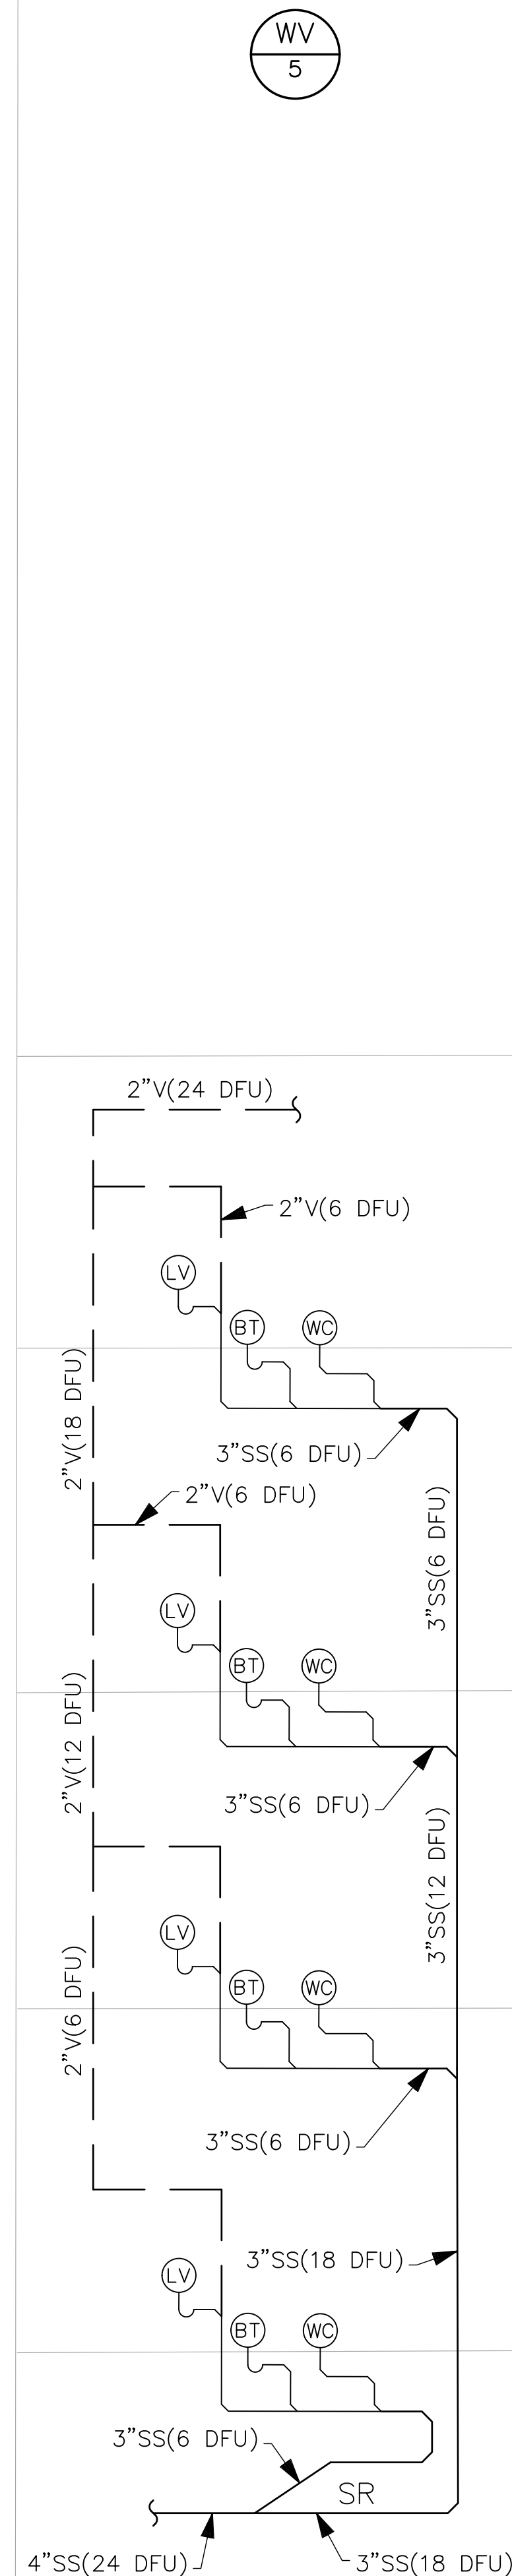 WV
5
2"V(24 DFU)
2"V(6 DFU)
LV
BT
WC
2"V(18 DFU)
3"SS(6 DFU)
2"V(6 DFU)
3"SS(6 DFU)
LV
BT
WC
2"V(12 DFU)
3"SS(6 DFU)
3"SS(12 DFU)
LV
BT
WC
2"V(6 DFU)
3"SS(6 DFU)
3"SS(18 DFU)
LV
BT
WC
3"SS(6 DFU)
SR
4"SS(24 DFU)
3"SS(18 DFU)